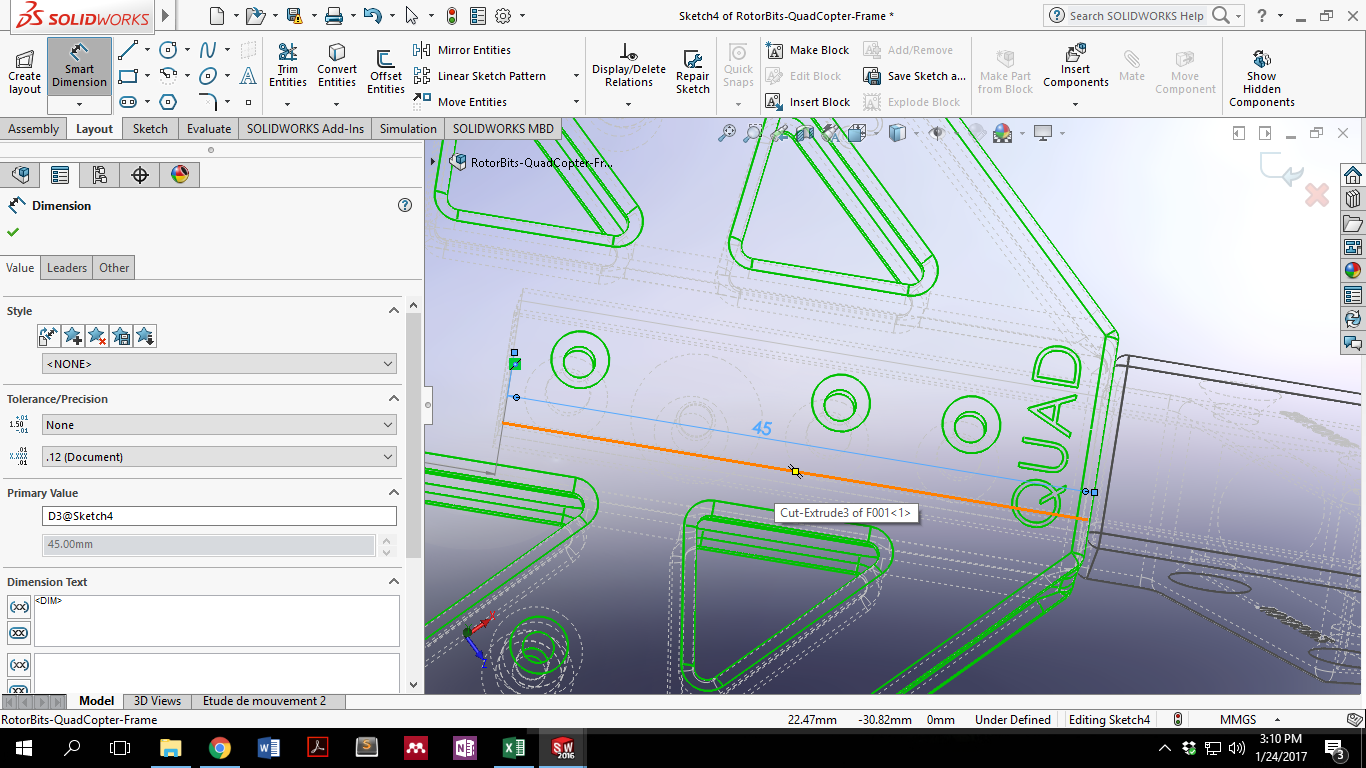 SOLIDWORKS
Sketch4 of RotorBits-QuadCopter-Frame *
Search SOLIDWORKS Help
Create layout
Smart Dimension
Trim Entities
Convert Entities
Offset Entities
Mirror Entities
Linear Sketch Pattern
Move Entities
Display/Delete Relations
Repair Sketch
Quick Snaps
Make Block
Edit Block
Insert Block
Add/Remove
Save Sketch a...
Explode Block
Make Part from Block
Insert Components
Mate
Move Component
Show Hidden Components
Assembly
Layout
Sketch
Evaluate
SOLIDWORKS Add-Ins
Simulation
SOLIDWORKS MBD
RotorBits-QuadCopter-Fr...
Dimension
Value
Leaders
Other
Style
<NONE>
Tolerance/Precision
None
.12 (Document)
Primary Value
D3@Sketch4
45.00mm
Dimension Text
<DIM>
45
QUAD
Cut-Extrude3 of F001<1>
Model
3D Views
Etude de mouvement 2
RotorBits-QuadCopter-Frame
22.47mm
-30.82mm
0mm
Under Defined
Editing Sketch4
MMGS
3:10 PM
1/24/2017